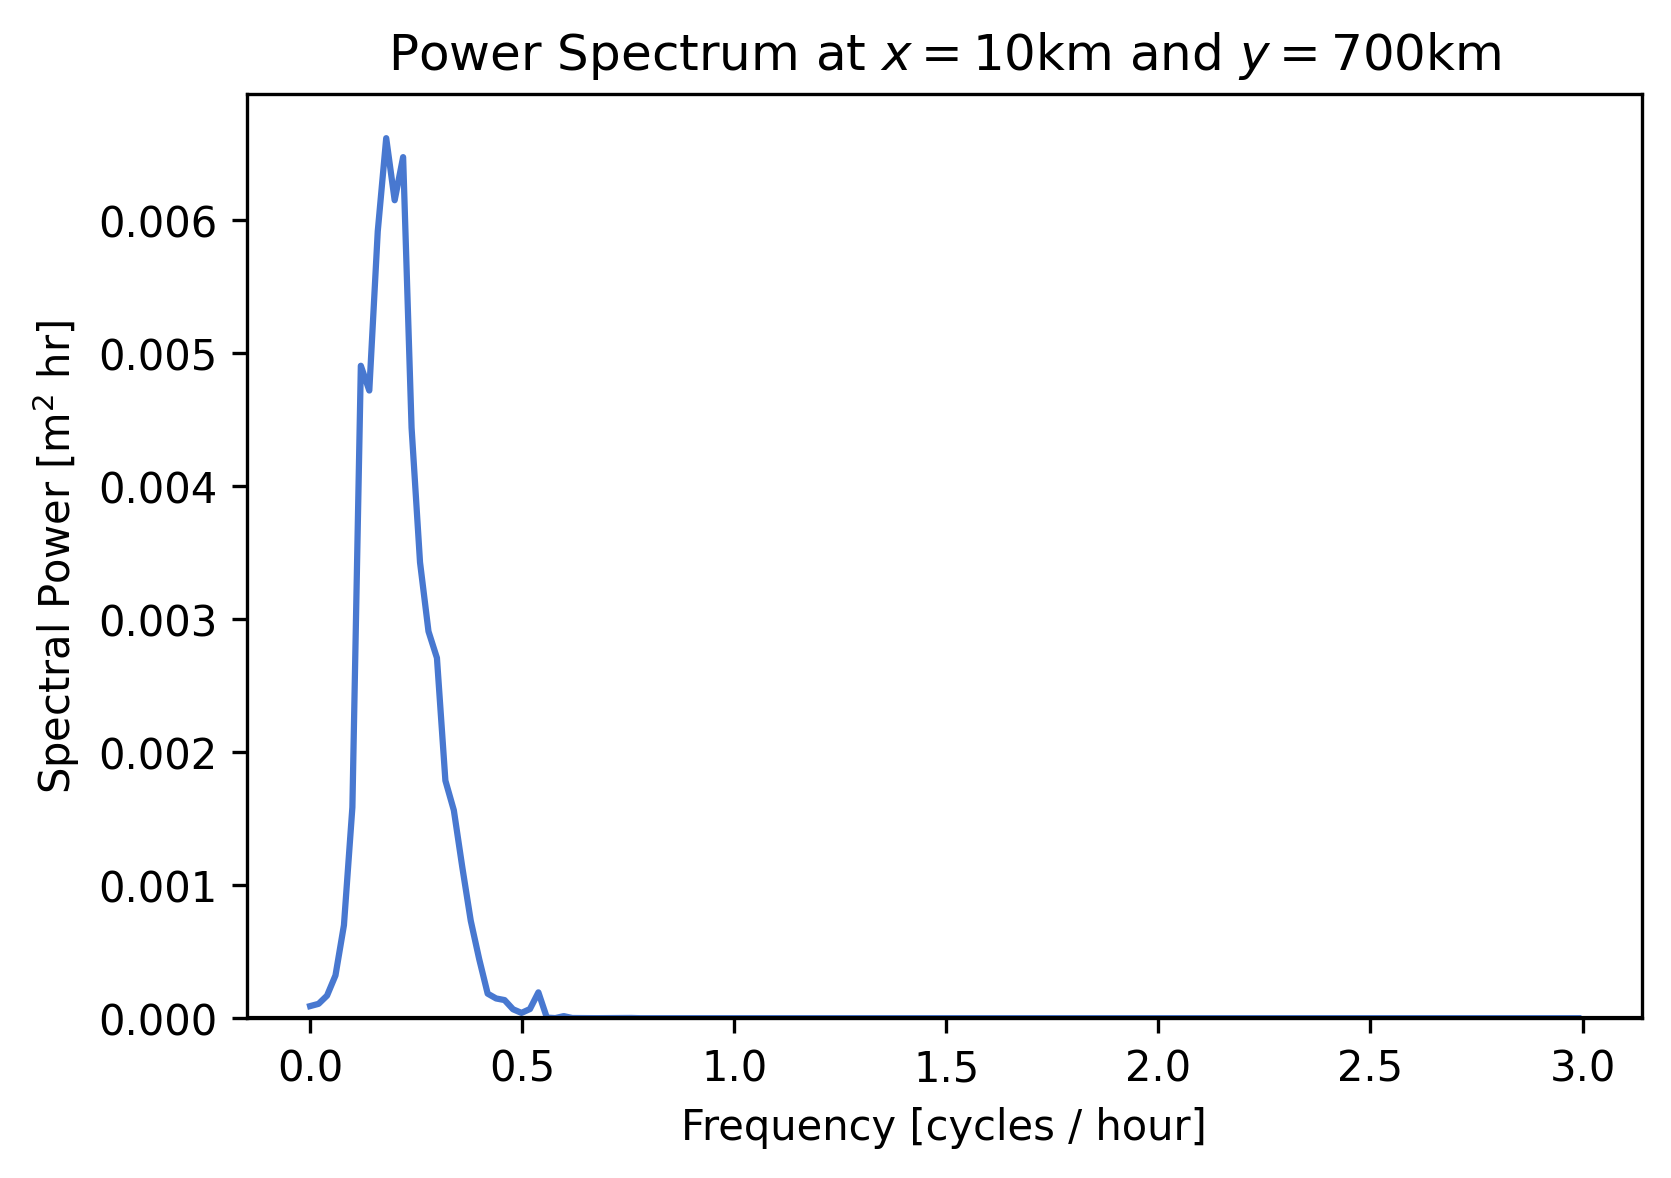 Power Spectrum at x = 10km and y = 700km
Spectral Power [m² hr]
0.006
0.005
0.004
0.003
0.002
0.001
0.000
0.0 0.5 1.0 1.5 2.0 2.5 3.0
Frequency [cycles / hour]